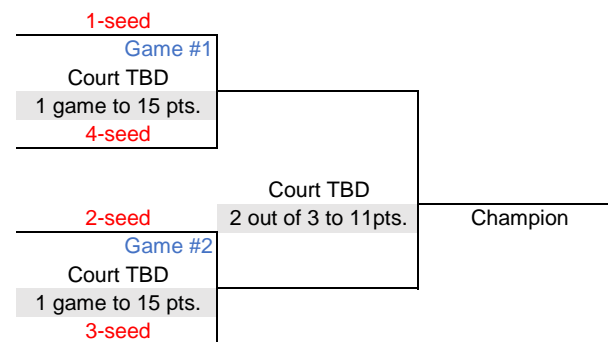 1-seed
Game #1
Court TBD
1 game to 15 pts.
4-seed
Court TBD
2 out of 3 to 11pts.
Champion
2-seed
Game #2
Court TBD
1 game to 15 pts.
3-seed